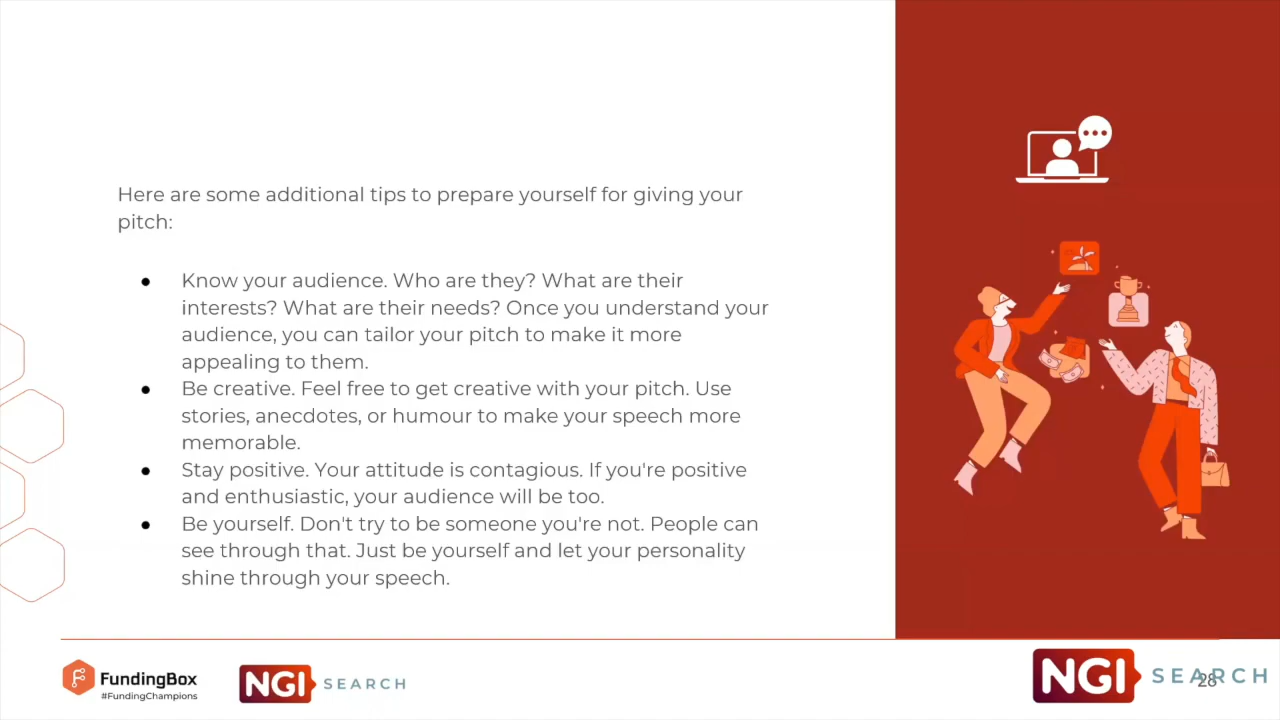 Here are some additional tips to prepare yourself for giving your
pitch:
● Know your audience. Who are they? What are their
interests? What are their needs? Once you understand your
audience, you can tailor your pitch to make it more
appealing to them.
● Be creative. Feel free to get creative with your pitch. Use
stories, anecdotes, or humour to make your speech more
memorable.
● Stay positive. Your attitude is contagious. If you're positive
and enthusiastic, your audience will be too.
● Be yourself. Don't try to be someone you're not. People can
see through that. Just be yourself and let your personality
shine through your speech.
FundingBox
#FundingChampions
NGI SEARCH
NGI SEARCH
28